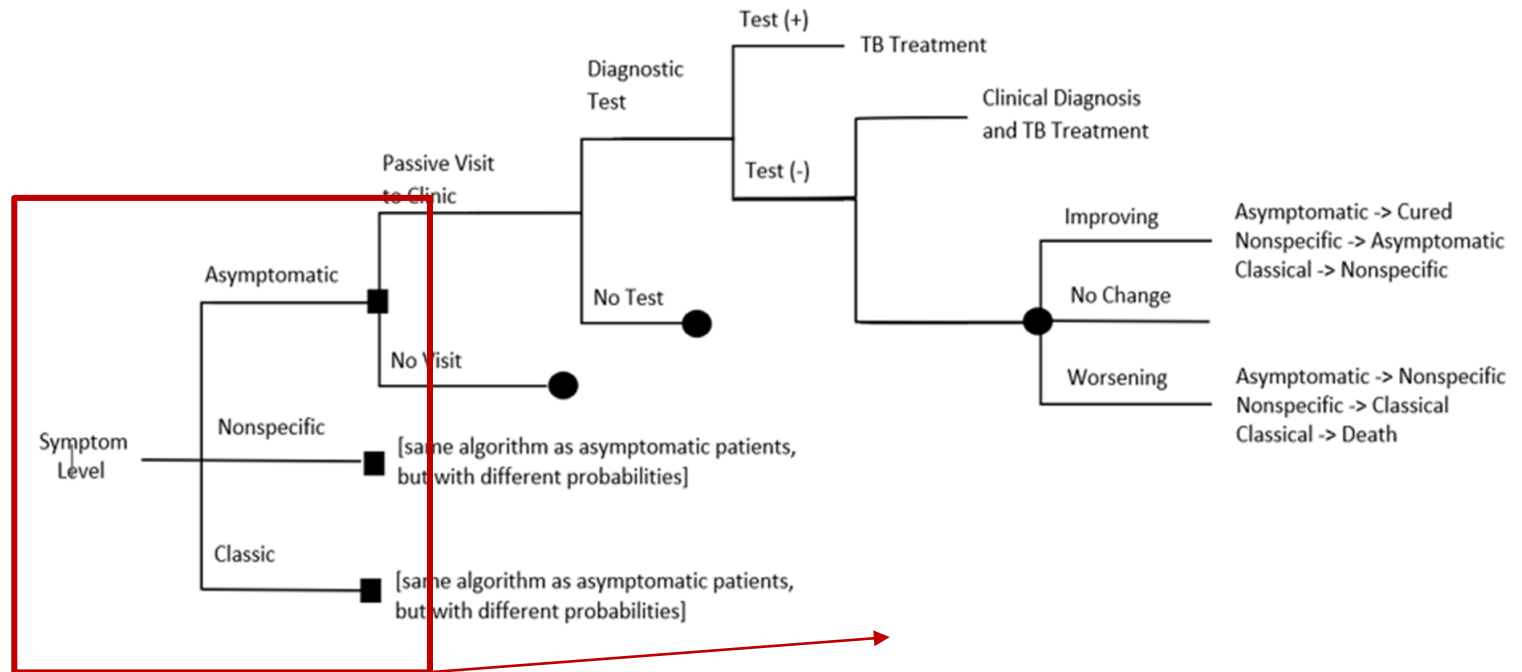 Test (+)
TB Treatment
Diagnostic
Test
Clinical Diagnosis
and TB Treatment
Passive Visit
to Clinic
Test (-)
Improving
Asymptomatic -> Cured
Nonspecific -> Asymptomatic
Classical -> Nonspecific
Asymptomatic
No Test
No Change
No Visit
Worsening
Asymptomatic -> Nonspecific
Nonspecific -> Classical
Classical -> Death
Symptom
Level
Nonspecific
[same algorithm as asymptomatic patients,
but with different probabilities]
Classic
[same algorithm as asymptomatic patients,
but with different probabilities]